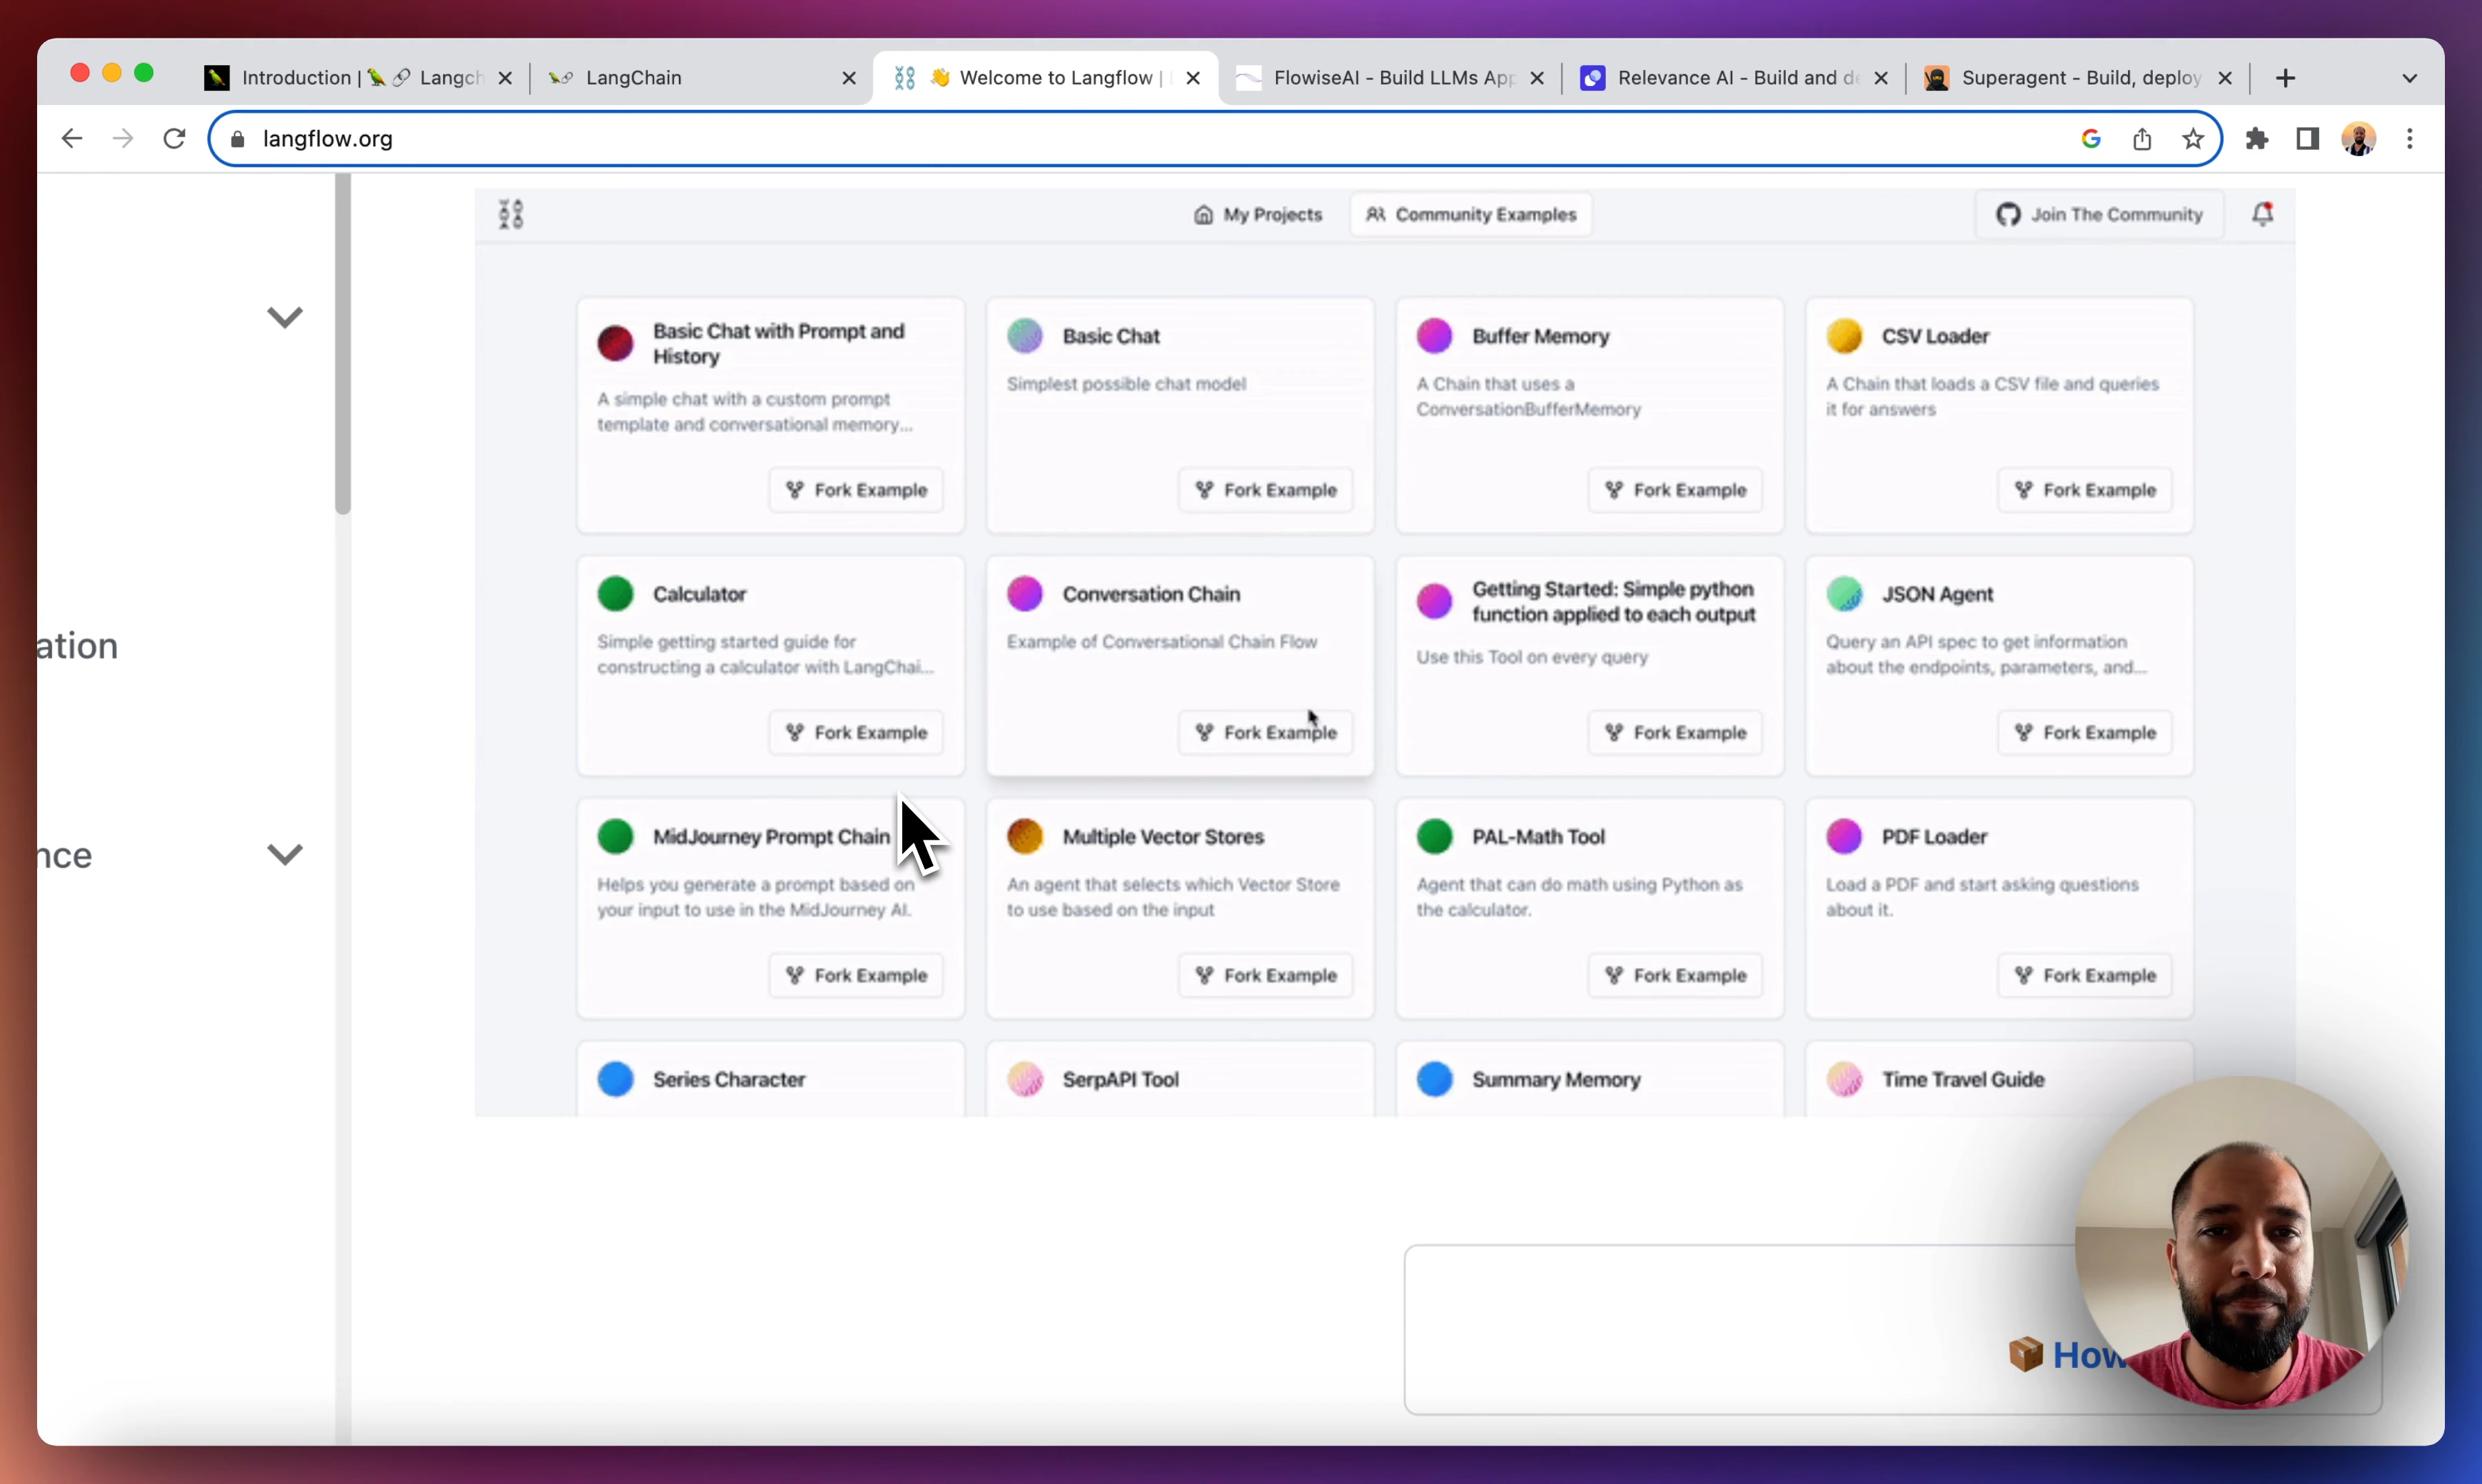 Introduction | 🦜🔗 Langch
LangChain
👋 Welcome to Langflow |
FlowiseAI - Build LLMs App
Relevance AI - Build and de
Superagent - Build, deploy
langflow.org
My Projects
Community Examples
Join The Community
Basic Chat with Prompt and
History
A simple chat with a custom prompt
template and conversational memory...
Fork Example
Basic Chat
Simplest possible chat model
Fork Example
Buffer Memory
A Chain that uses a
ConversationBufferMemory
Fork Example
CSV Loader
A Chain that loads a CSV file and queries
it for answers
Fork Example
Calculator
Simple getting started guide for
constructing a calculator with LangChai...
Fork Example
Conversation Chain
Example of Conversational Chain Flow
Fork Example
Getting Started: Simple python
function applied to each output
Use this Tool on every query
Fork Example
JSON Agent
Query an API spec to get information
about the endpoints, parameters, and...
Fork Example
ation
MidJourney Prompt Chain
Helps you generate a prompt based on
your input to use in the MidJourney AI.
Fork Example
Multiple Vector Stores
An agent that selects which Vector Store
to use based on the input
Fork Example
PAL-Math Tool
Agent that can do math using Python as
the calculator.
Fork Example
PDF Loader
Load a PDF and start asking questions
about it.
Fork Example
nce
Series Character
SerpAPI Tool
Summary Memory
Time Travel Guide
📦 How